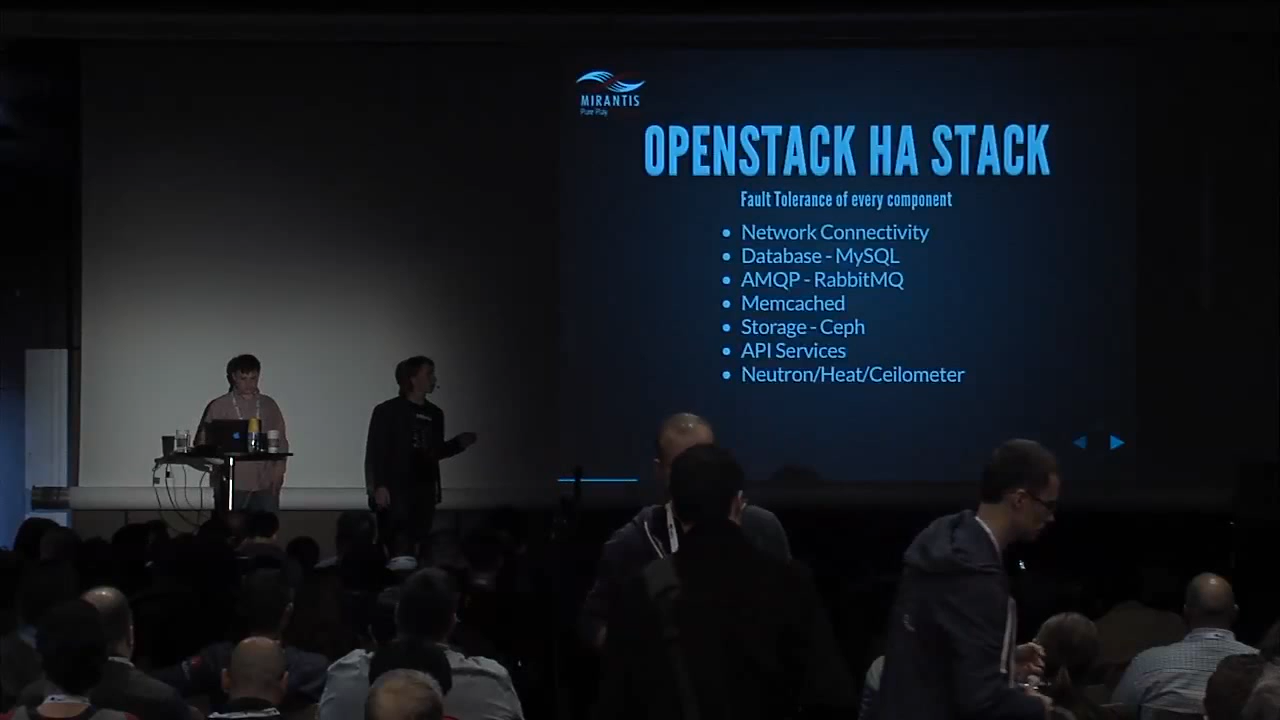 MIRANTIS
Pure Play
OPENSTACK HA STACK
Fault Tolerance of every component
Network Connectivity
Database - MySQL
AMQP - RabbitMQ
Memcached
Storage - Ceph
API Services
Neutron/Heat/Ceilometer